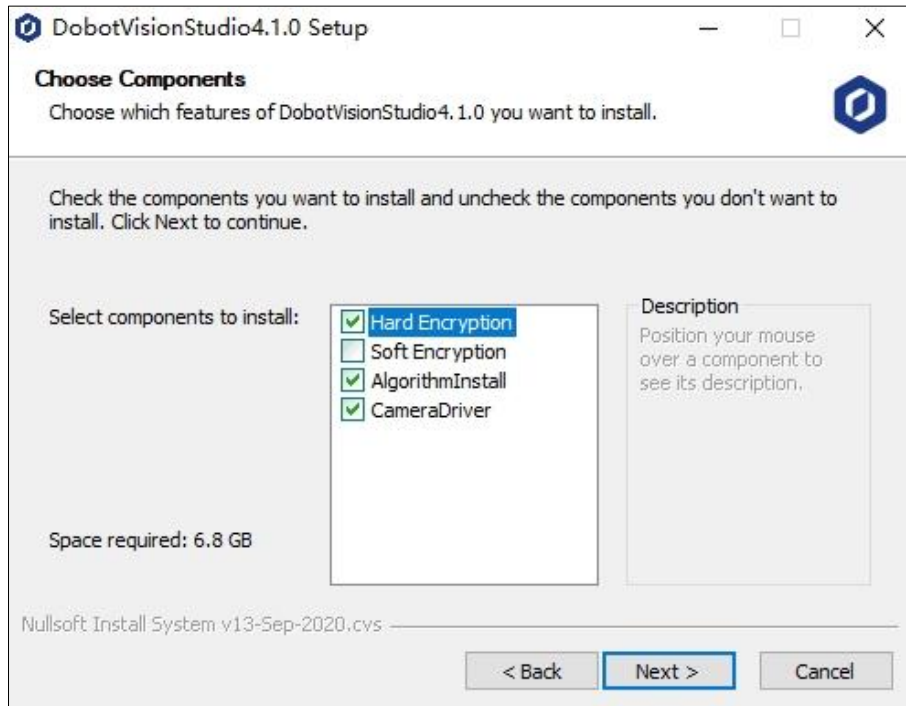 DobotVisionStudio4.1.0 Setup
Choose Components
Choose which features of DobotVisionStudio4.1.0 you want to install.
Check the components you want to install and uncheck the components you don't want to
install. Click Next to continue.
Select components to install:
Hard Encryption
Soft Encryption
AlgorithmInstall
CameraDriver
Description
Position your mouse
over a component to
see its description.
Space required: 6.8 GB
Nullsoft Install System v13-Sep-2020.cvs
< Back
Next >
Cancel